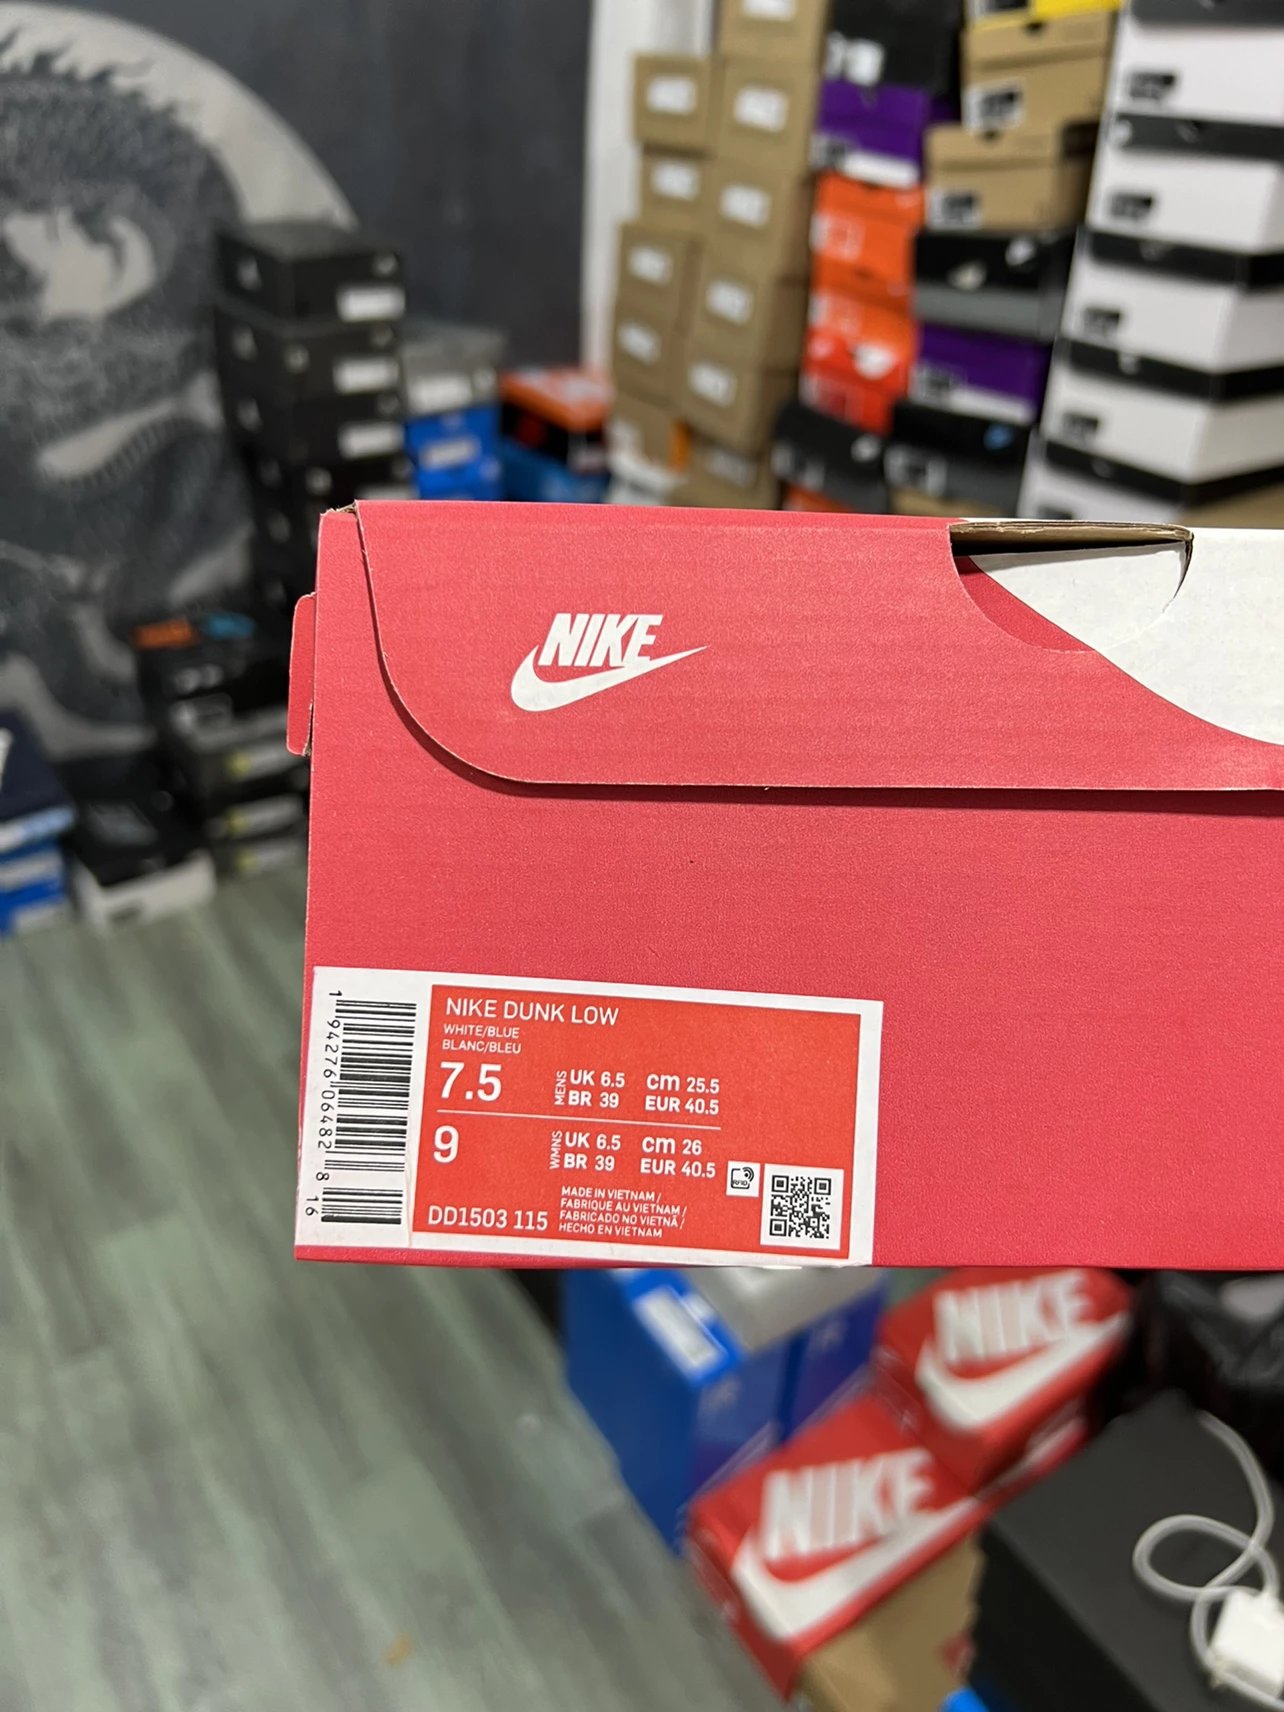 NIKE
NIKE DUNK LOW
WHITE/BLUE
BLANC/BLEU
7.5
MENS
UK 6.5 cm 25.5
BR 39 EUR 40.5
9
WMNS
UK 6.5 cm 26
BR 39 EUR 40.5
DD1503 115
MADE IN VIETNAM /
FABRIQUE AU VIETNAM /
FABRICADO NO VIETNÃ /
HECHO EN VIETNAM
RFID
1 94276 06482 8 16
NIKE
NIKE